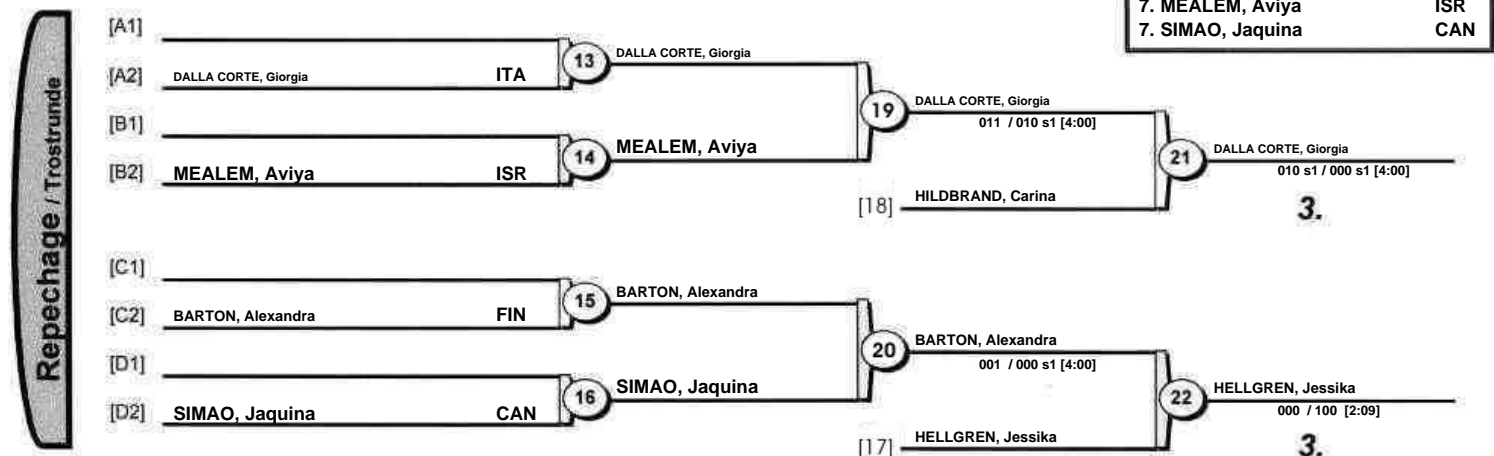 7. MEALEM, Aviya ISR
7. SIMAO, Jaquina CAN
Repechage / Trostrunde
[A1]
[A2] DALLA CORTE, Giorgia ITA
13 DALLA CORTE, Giorgia
[B1]
[B2] MEALEM, Aviya ISR
14 MEALEM, Aviya
19 DALLA CORTE, Giorgia
011 / 010 s1 [4:00]
[18] HILDBRAND, Carina
21 DALLA CORTE, Giorgia
010 s1 / 000 s1 [4:00]
3.
[C1]
[C2] BARTON, Alexandra FIN
15 BARTON, Alexandra
[D1]
[D2] SIMAO, Jaquina CAN
16 SIMAO, Jaquina
20 BARTON, Alexandra
001 / 000 s1 [4:00]
[17] HELLGREN, Jessika
22 HELLGREN, Jessika
000 / 100 [2:09]
3.